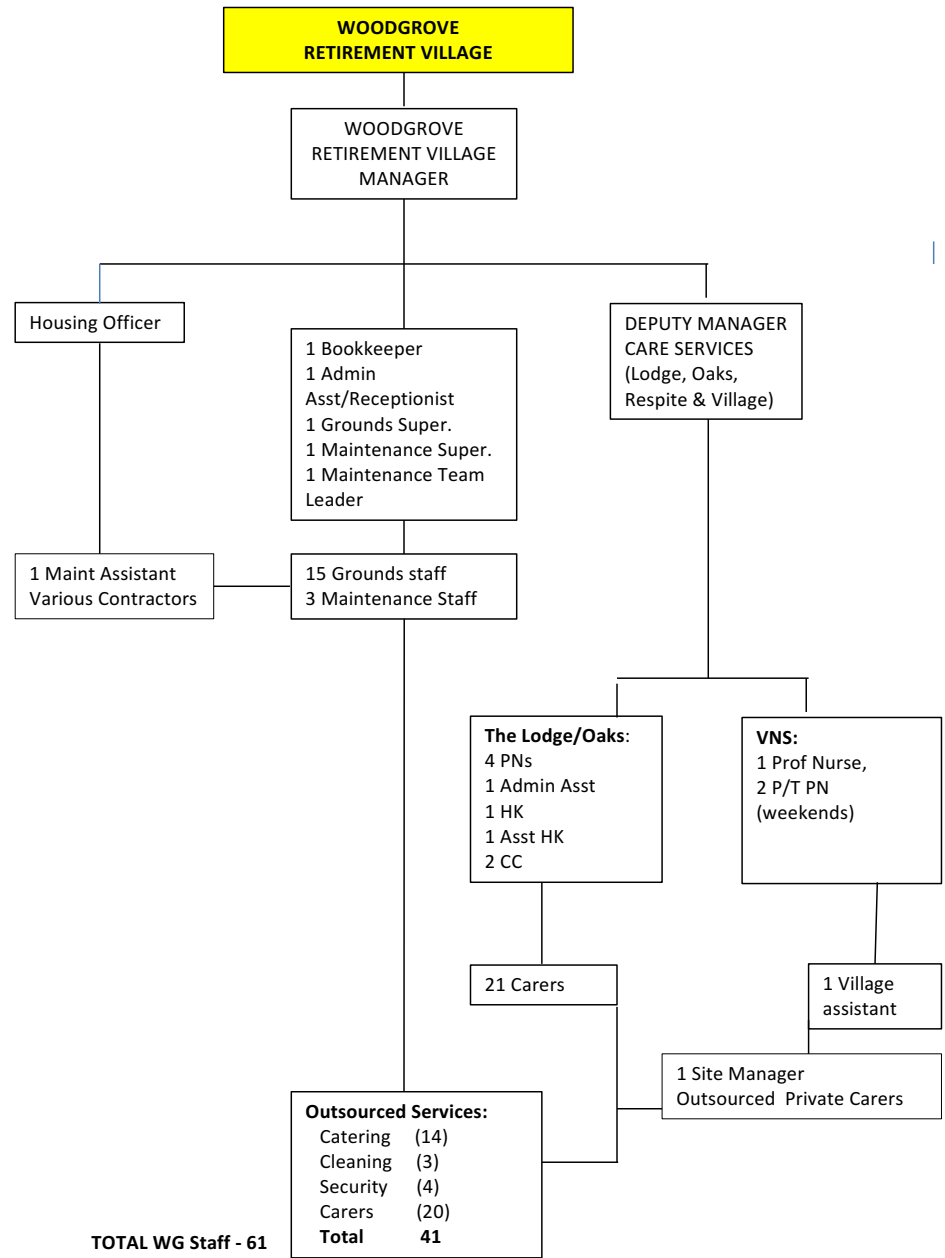 WOODGROVE
RETIREMENT VILLAGE
WOODGROVE
RETIREMENT VILLAGE
MANAGER
Housing Officer
1 Bookkeeper
1 Admin
Asst/Receptionist
1 Grounds Super.
1 Maintenance Super.
1 Maintenance Team
Leader
DEPUTY MANAGER
CARE SERVICES
(Lodge, Oaks,
Respite & Village)
1 Maint Assistant
Various Contractors
15 Grounds staff
3 Maintenance Staff
The Lodge/Oaks:
4 PNs
1 Admin Asst
1 HK
1 Asst HK
2 CC
VNS:
1 Prof Nurse,
2 P/T PN
(weekends)
21 Carers
1 Village
assistant
1 Site Manager
Outsourced Private Carers
Outsourced Services:
Catering (14)
Cleaning (3)
Security (4)
Carers (20)
Total 41
TOTAL WG Staff - 61